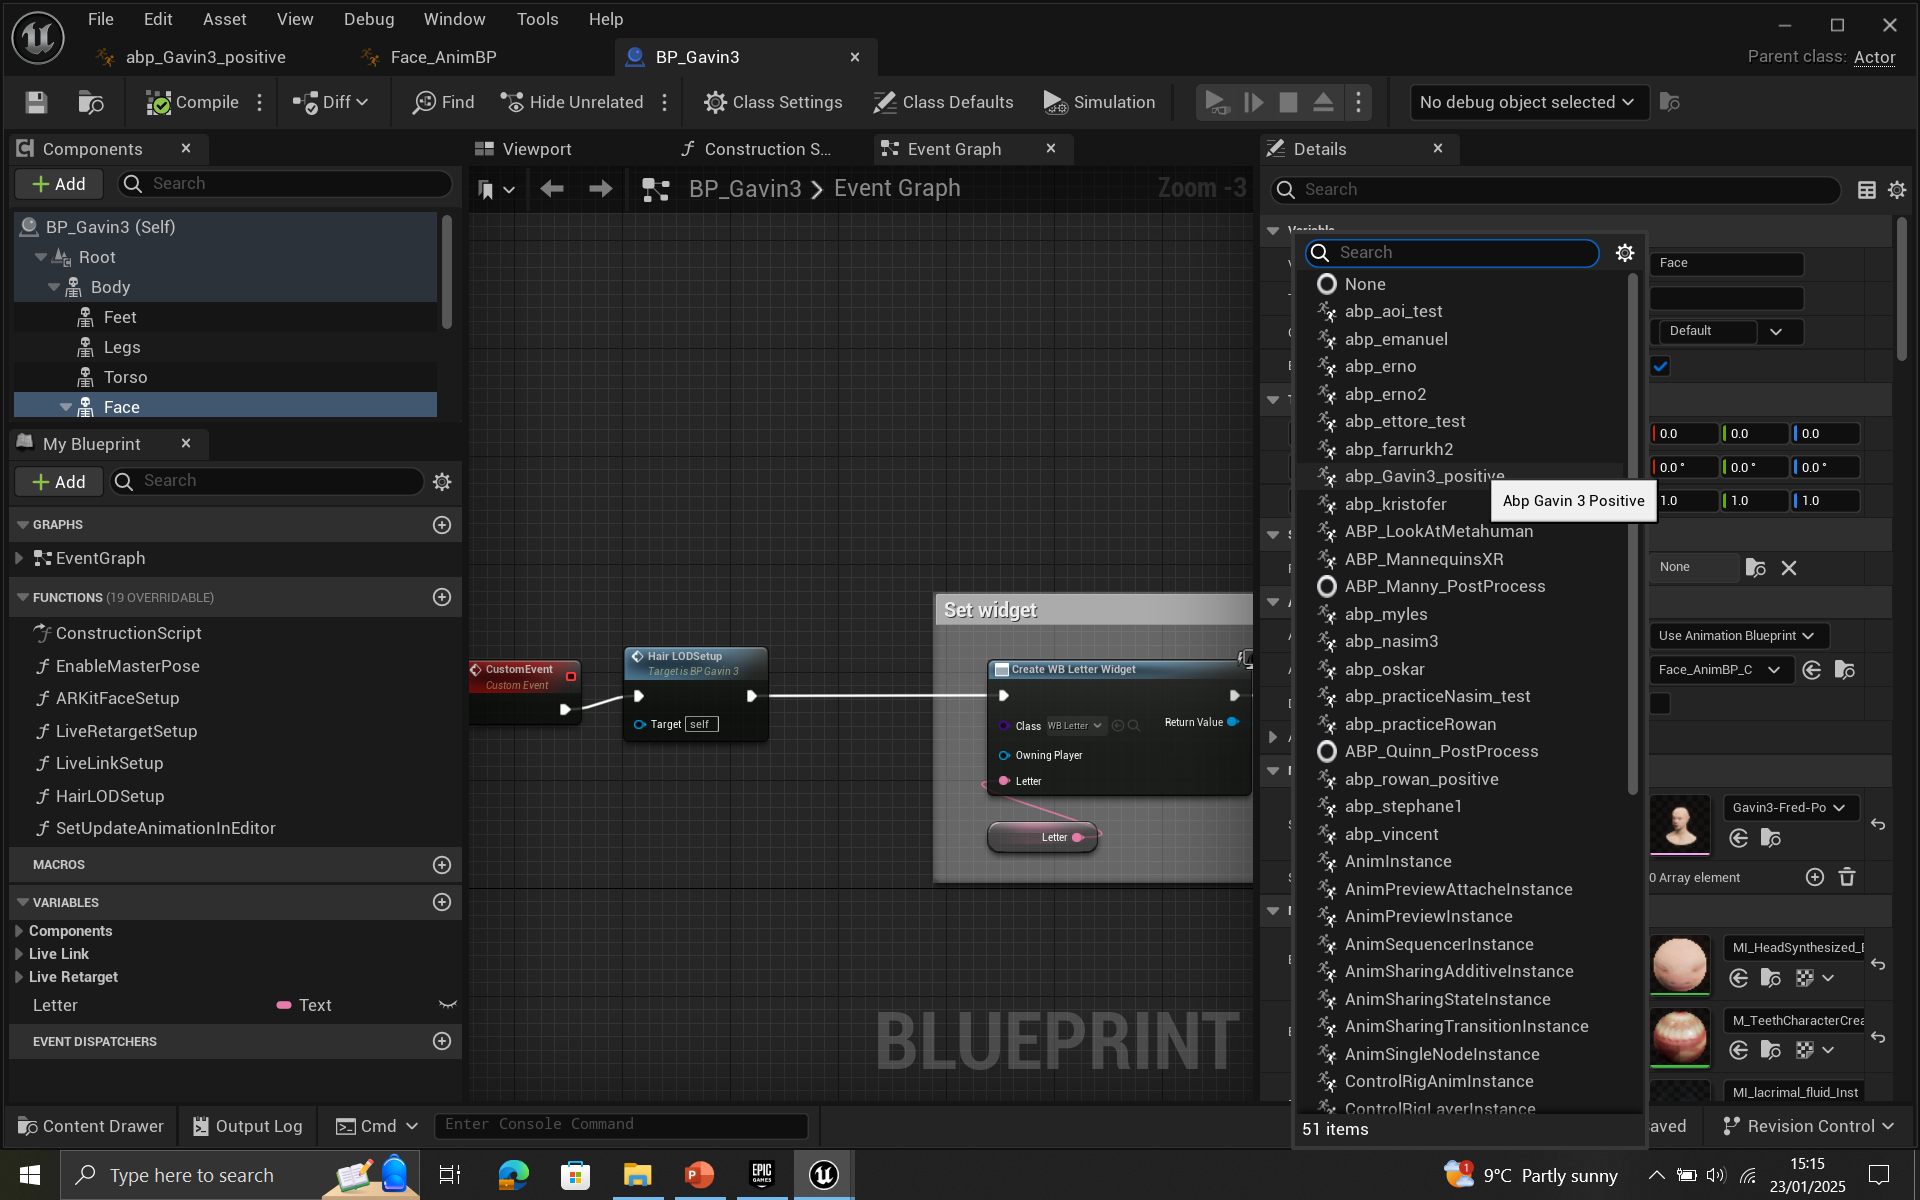 File Edit Asset View Debug Window Tools Help
abp_Gavin3_positive Face_AnimBP BP_Gavin3
Parent class: Actor
Compile Diff Find Hide Unrelated Class Settings Class Defaults Simulation No debug object selected
Components
Add Search
BP_Gavin3 (Self)
Root
Body
Feet
Legs
Torso
Face
My Blueprint
Add Search
GRAPHS
EventGraph
FUNCTIONS (19 OVERRIDABLE)
ConstructionScript
EnableMasterPose
ARKitFaceSetup
LiveRetargetSetup
LiveLinkSetup
HairLODSetup
SetUpdateAnimationInEditor
MACROS
VARIABLES
Components
Live Link
Live Retarget
Letter Text
EVENT DISPATCHERS
Viewport Construction S... Event Graph
BP_Gavin3 Event Graph Zoom -3
CustomEvent
Custom Event
Hair LODSetup
Target is BP Gavin 3
Target self
Set widget
Create WB Letter Widget
Class WB Letter Return Value
Owning Player
Letter
Letter
BLUEPRINT
Details
Search
Variable
Search
None
abp_aoi_test
abp_emanuel
abp_erno
abp_erno2
abp_ettore_test
abp_farrurkh2
abp_Gavin3_positive
abp_kristofer
ABP_LookAtMetahuman
ABP_MannequinsXR
ABP_Manny_PostProcess
abp_myles
abp_nasim3
abp_oskar
abp_practiceNasim_test
abp_practiceRowan
ABP_Quinn_PostProcess
abp_rowan_positive
abp_stephane1
abp_vincent
AnimInstance
AnimPreviewAttacheInstance
AnimPreviewInstance
AnimSequencerInstance
AnimSharingAdditiveInstance
AnimSharingStateInstance
AnimSharingTransitionInstance
AnimSingleNodeInstance
ControlRigAnimInstance
ControlRigLayerInstance
51 items
Abp Gavin 3 Positive
Face
Default
0.0 0.0 0.0
0.0 ° 0.0 ° 0.0 °
1.0 1.0 1.0
None
Use Animation Blueprint
Face_AnimBP_C
Gavin3-Fred-Po
0 Array element
MI_HeadSynthesized_
M_TeethCharacterCrea
MI_lacrimal_fluid_Inst
Content Drawer Output Log Cmd Enter Console Command aved Revision Control
Type here to search EPIC GAMES 1 9°C Partly sunny 15:15
23/01/2025